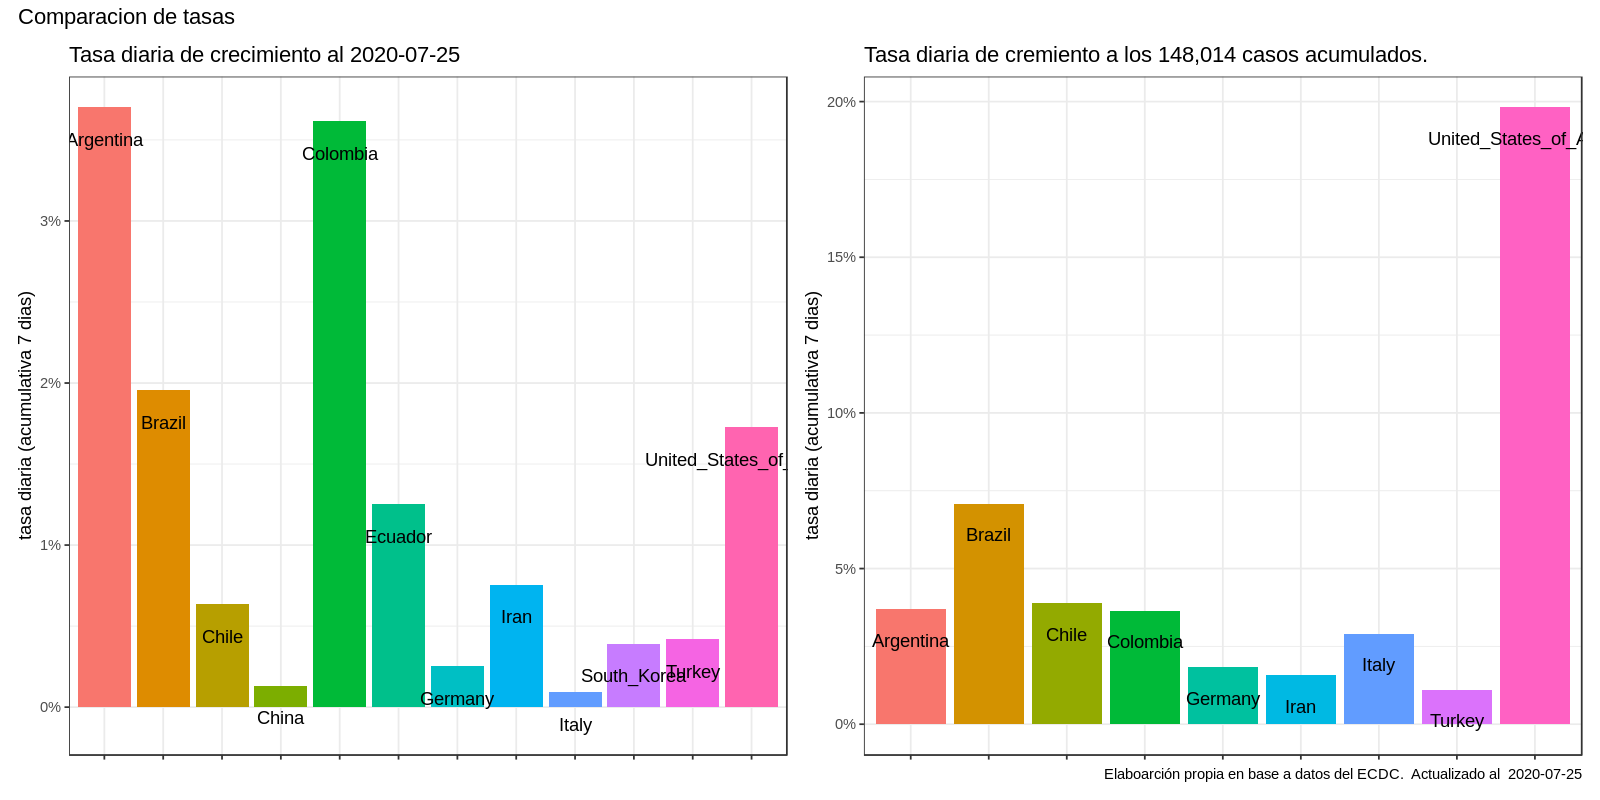 Comparacion de tasas
Tasa diaria de crecimiento al 2020-07-25
tasa diaria (acumulativa 7 dias)
3%
2%
1%
0%
Argentina
Brazil
Chile
China
Colombia
Ecuador
Germany
Iran
Italy
South_Korea
Turkey
United_States_of_
Tasa diaria de cremiento a los 148,014 casos acumulados.
tasa diaria (acumulativa 7 dias)
20%
15%
10%
5%
0%
Argentina
Brazil
Chile
Colombia
Germany
Iran
Italy
Turkey
United_States_of_A
Elaboarción propia en base a datos del ECDC.  Actualizado al  2020-07-25